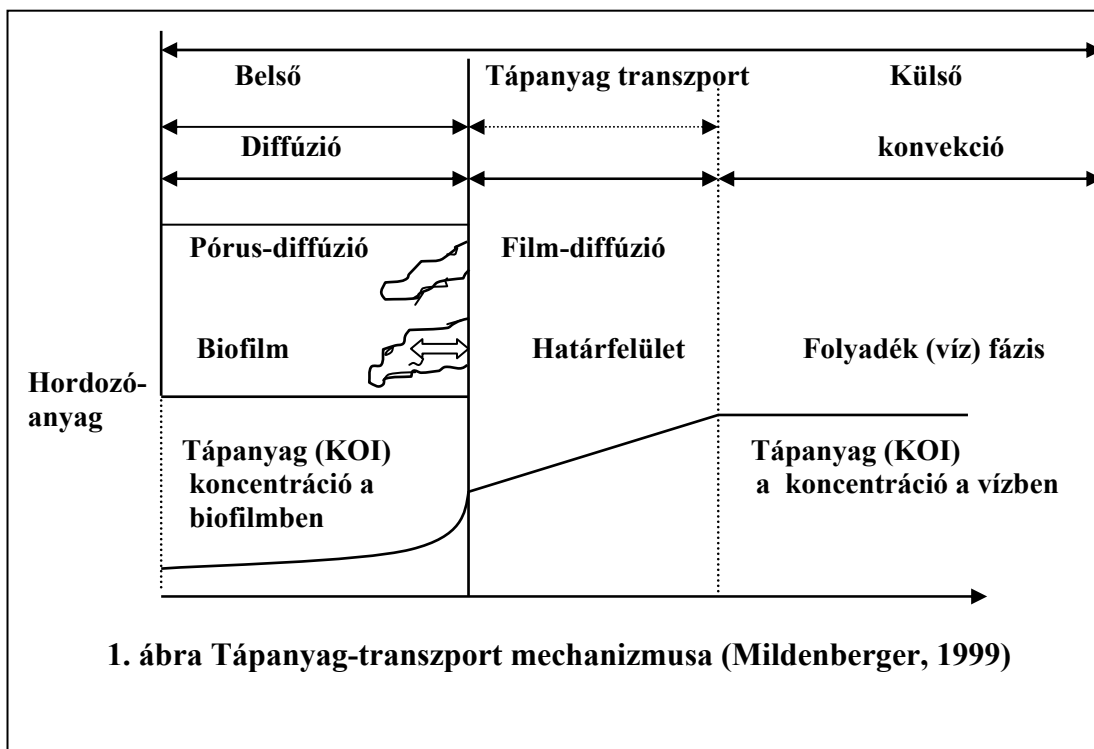 Belső Tápanyag transzport Külső
Diffúzió konvekció
Pórus-diffúzió Film-diffúzió
Biofilm Határfelület Folyadék (víz) fázis
Hordozó-
anyag
Tápanyag (KOI)
koncentráció a
biofilmben
Tápanyag (KOI)
a koncentráció a vízben
1. ábra Tápanyag-transzport mechanizmusa (Mildenberger, 1999)